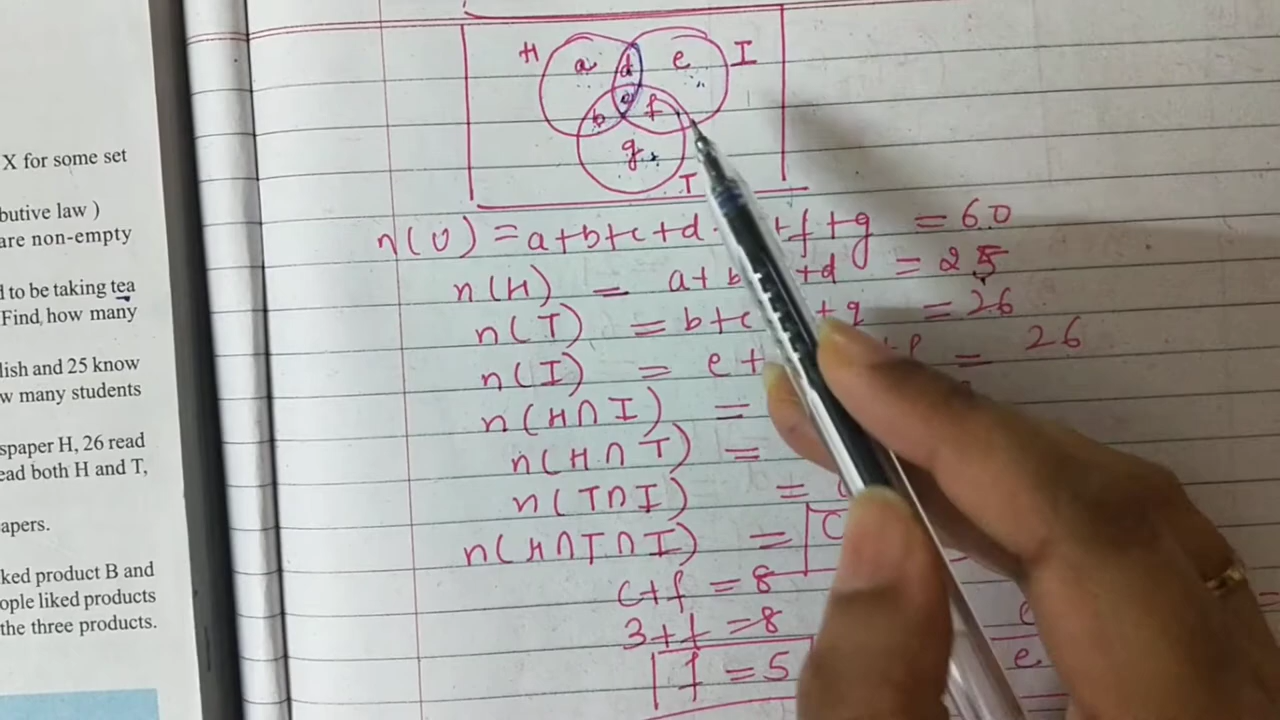 X for some set
butive law )
are non-empty
d to be taking tea
Find how many
lish and 25 know
w many students
spaper H, 26 read
ead both H and T,
apers.
ked product B and
ople liked products
the three products.
H a d e I
b f
g
T
n(U) = a+b+c+d +f+g = 60
n(H) = a+b +d = 25
n(T) = b+c +g = 26
n(I) = e+ +f = 26
n(H∩I) =
n(H∩T) =
n(T∩I) =
n(H∩T∩I) = C
c+f = 8
3+f = 8
f = 5
e